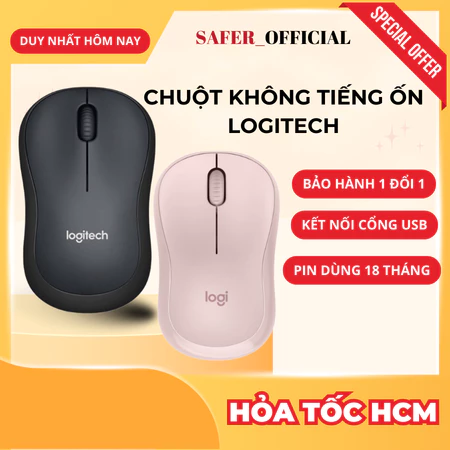 DUY NHẤT HÔM NAY
SAFER_OFFICIAL
SPECIAL OFFER
CHUỘT KHÔNG TIẾNG ỐN
LOGITECH
BẢO HÀNH 1 ĐỔI 1
KẾT NỐI CỔNG USB
PIN DÙNG 18 THÁNG
logitech
logi
HỎA TỐC HCM